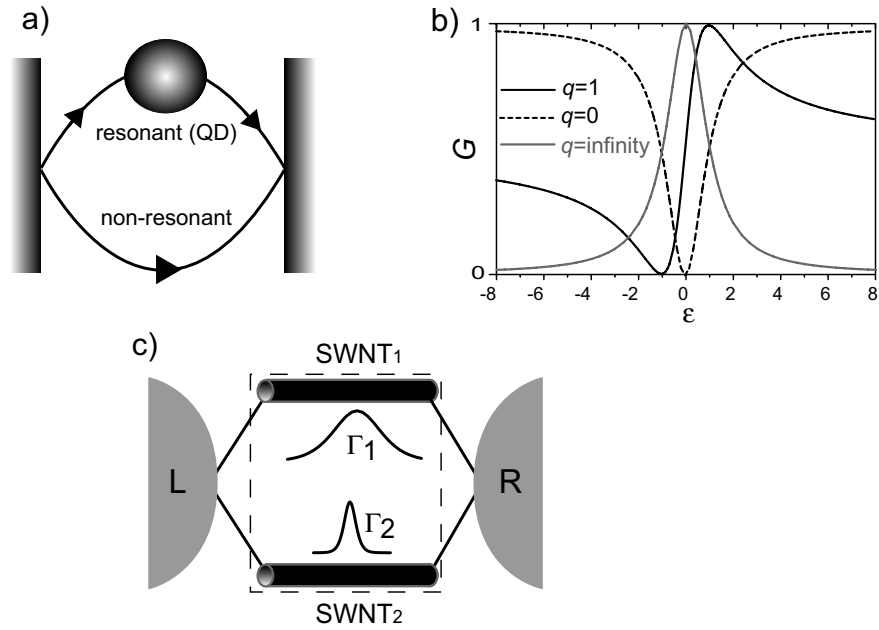 a)
resonant (QD)
non-resonant
b)
1
G
0
q=1
q=0
q=infinity
-8 -6 -4 -2 0 2 4 6 8
ε
c)
SWNT₁
L
Γ₁
R
Γ₂
SWNT₂